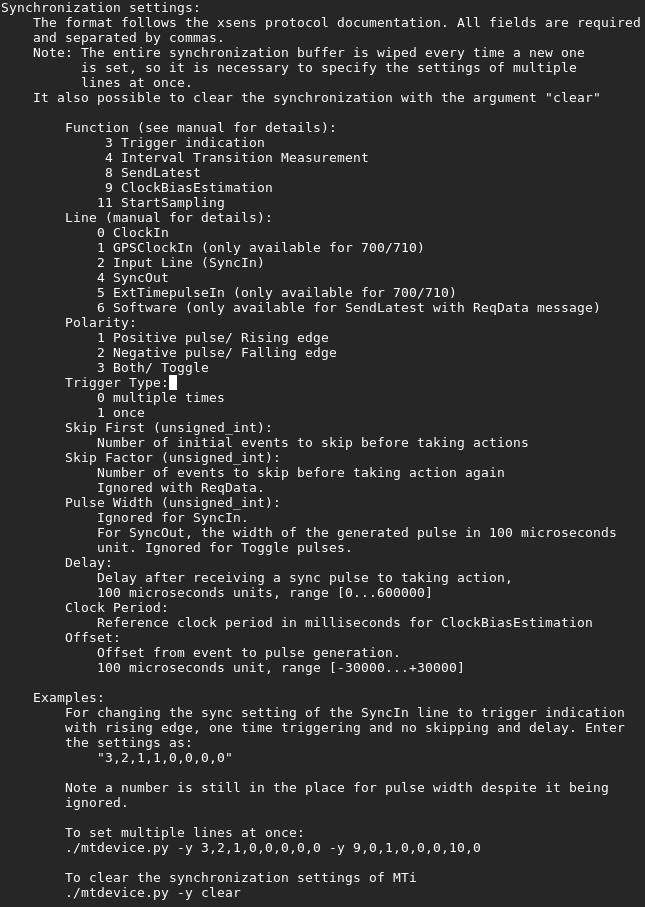 Synchronization settings:
The format follows the xsens protocol documentation. All fields are required
and separated by commas.
Note: The entire synchronization buffer is wiped every time a new one
is set, so it is necessary to specify the settings of multiple
lines at once.
It also possible to clear the synchronization with the argument "clear"
Function (see manual for details):
3 Trigger indication
4 Interval Transition Measurement
8 SendLatest
9 ClockBiasEstimation
11 StartSampling
Line (manual for details):
0 ClockIn
1 GPSClockIn (only available for 700/710)
2 Input Line (SyncIn)
4 SyncOut
5 ExtTimepulseIn (only available for 700/710)
6 Software (only available for SendLatest with ReqData message)
Polarity:
1 Positive pulse/ Rising edge
2 Negative pulse/ Falling edge
3 Both/ Toggle
Trigger Type:
0 multiple times
1 once
Skip First (unsigned_int):
Number of initial events to skip before taking actions
Skip Factor (unsigned_int):
Number of events to skip before taking action again
Ignored with ReqData.
Pulse Width (unsigned_int):
Ignored for SyncIn.
For SyncOut, the width of the generated pulse in 100 microseconds
unit. Ignored for Toggle pulses.
Delay:
Delay after receiving a sync pulse to taking action,
100 microseconds units, range [0...600000]
Clock Period:
Reference clock period in milliseconds for ClockBiasEstimation
Offset:
Offset from event to pulse generation.
100 microseconds unit, range [-30000...+30000]
Examples:
For changing the sync setting of the SyncIn line to trigger indication
with rising edge, one time triggering and no skipping and delay. Enter
the settings as:
"3,2,1,1,0,0,0,0"
Note a number is still in the place for pulse width despite it being
ignored.
To set multiple lines at once:
./mtdevice.py -y 3,2,1,0,0,0,0,0 -y 9,0,1,0,0,0,10,0
To clear the synchronization settings of MTi
./mtdevice.py -y clear